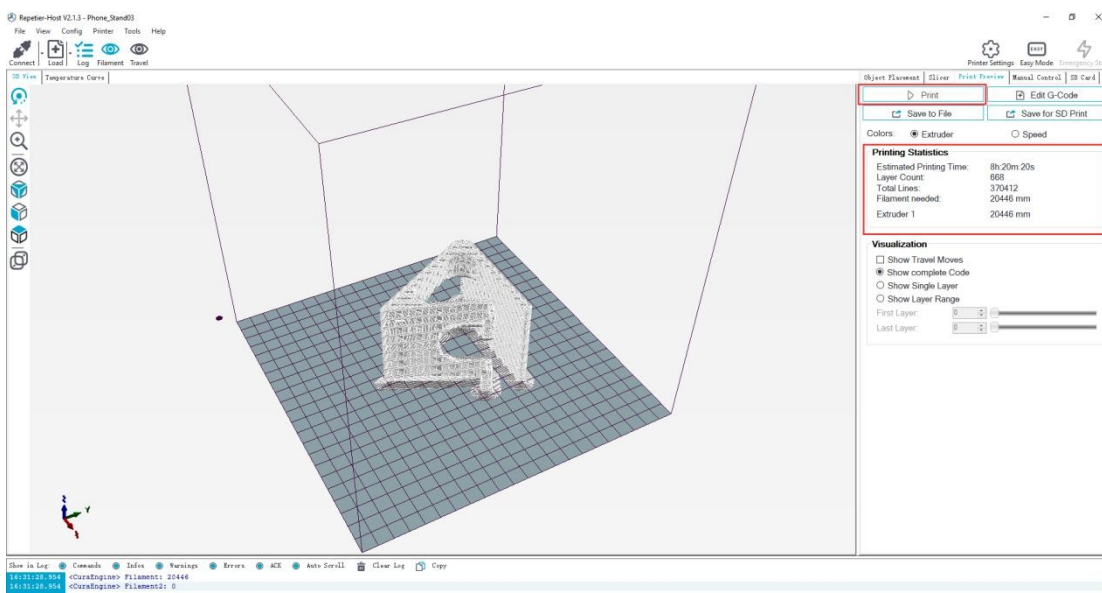 Repetier-Host V2.1.3 - Phone_Stand03
File View Config Printer Tools Help
Connect Load Log Filament Travel
Printer Settings Easy Mode Emergency St
EASY
3D View Temperature Curve
Object Placement Slicer Print Preview Manual Control SD Card
Print Edit G-Code
Save to File Save for SD Print
Colors: Extruder Speed
Printing Statistics
Estimated Printing Time: 8h:20m:20s
Layer Count: 668
Total Lines: 370412
Filament needed: 20446 mm
Extruder 1 20446 mm
Visualization
Show Travel Moves
Show complete Code
Show Single Layer
Show Layer Range
First Layer: 0
Last Layer: 0
Z Y X
Show in Log: Commands Infos Warnings Errors ACK Auto Scroll Clear Log Copy
16:31:28.954 <CuraEngine> Filament: 20446
16:31:28.954 <CuraEngine> Filament2: 0